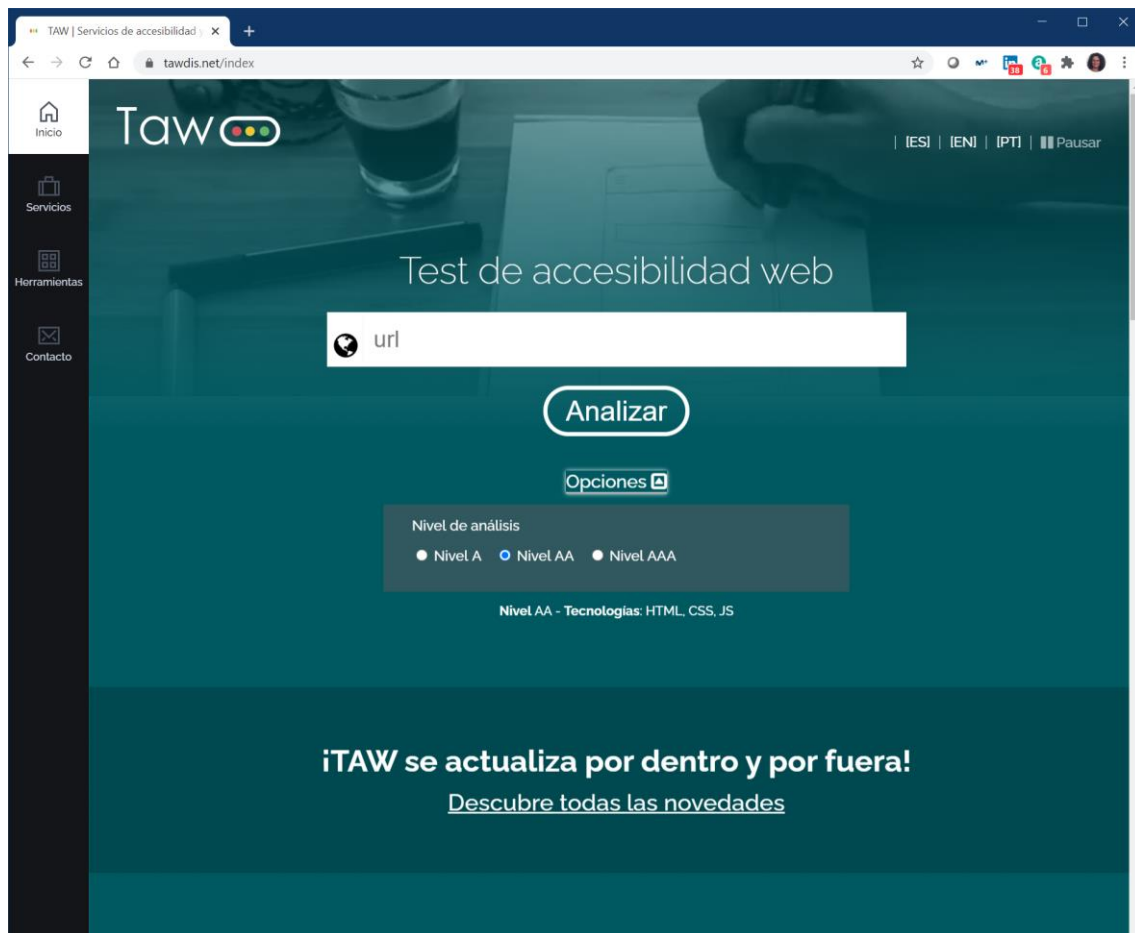 TAW | Servicios de accesibilidad y
tawdis.net/index
38
6
Inicio
Taw
| [ES] | [EN] | [PT] | Pausar
Servicios
Test de accesibilidad web
Herramientas
url
Contacto
Analizar
Opciones
Nivel de análisis
Nivel A Nivel AA Nivel AAA
Nivel AA - Tecnologías: HTML, CSS, JS
¡TAW se actualiza por dentro y por fuera!
Descubre todas las novedades